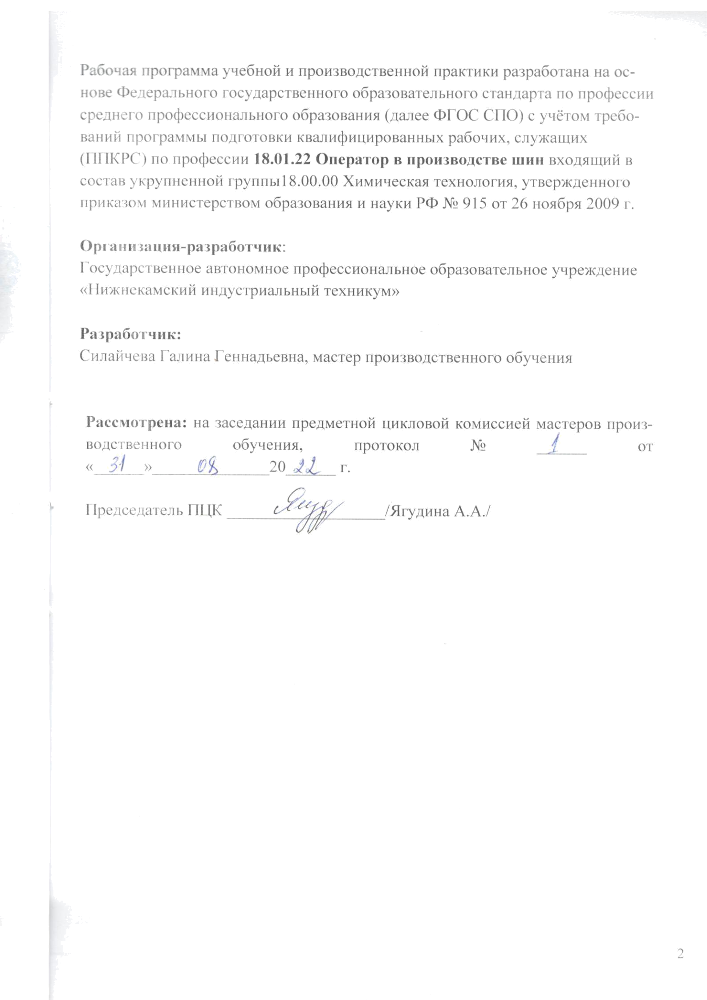 Рабочая программа учебной и производственной практики разработана на ос-
нове Федерального государственного образовательного стандарта по профессии
среднего профессионального образования (далее ФГОС СПО) с учётом требо-
ваний программы подготовки квалифицированных рабочих, служащих
(ППКРС) по профессии 18.01.22 Оператор в производстве шин входящий в
состав укрупненной группы18.00.00 Химическая технология, утвержденного
приказом министерством образования и науки РФ № 915 от 26 ноября 2009 г.
Организация-разработчик:
Государственное автономное профессиональное образовательное учреждение
«Нижнекамский индустриальный техникум»
Разработчик:
Силайчева Галина Геннадьевна, мастер производственного обучения
Рассмотрена: на заседании предметной цикловой комиссией мастеров произ-
водственного обучения, протокол № 1 от
«31» 08 2022 г.
Председатель ПЦК /Ягудина А.А./
2